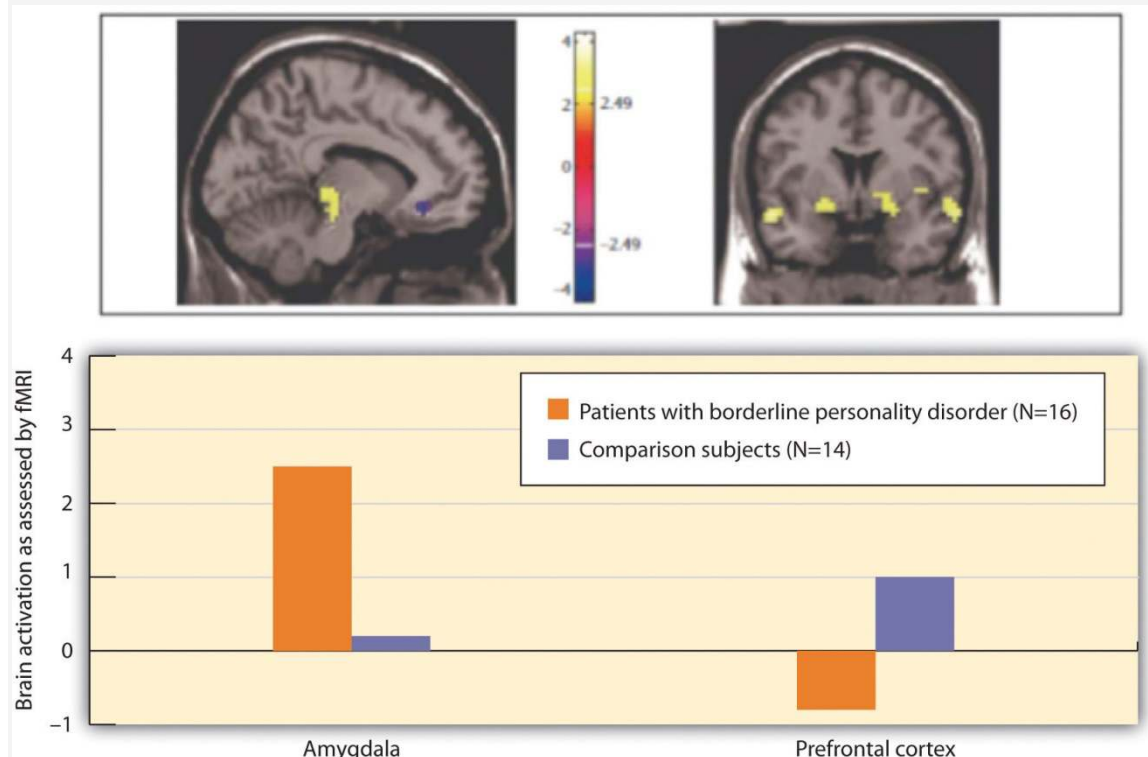 4
2
2.49
0
−2
−2.49
−4
Brain activation as assessed by fMRI
4
3
2
1
0
−1
Patients with borderline personality disorder (N=16)
Comparison subjects (N=14)
Amygdala
Prefrontal cortex